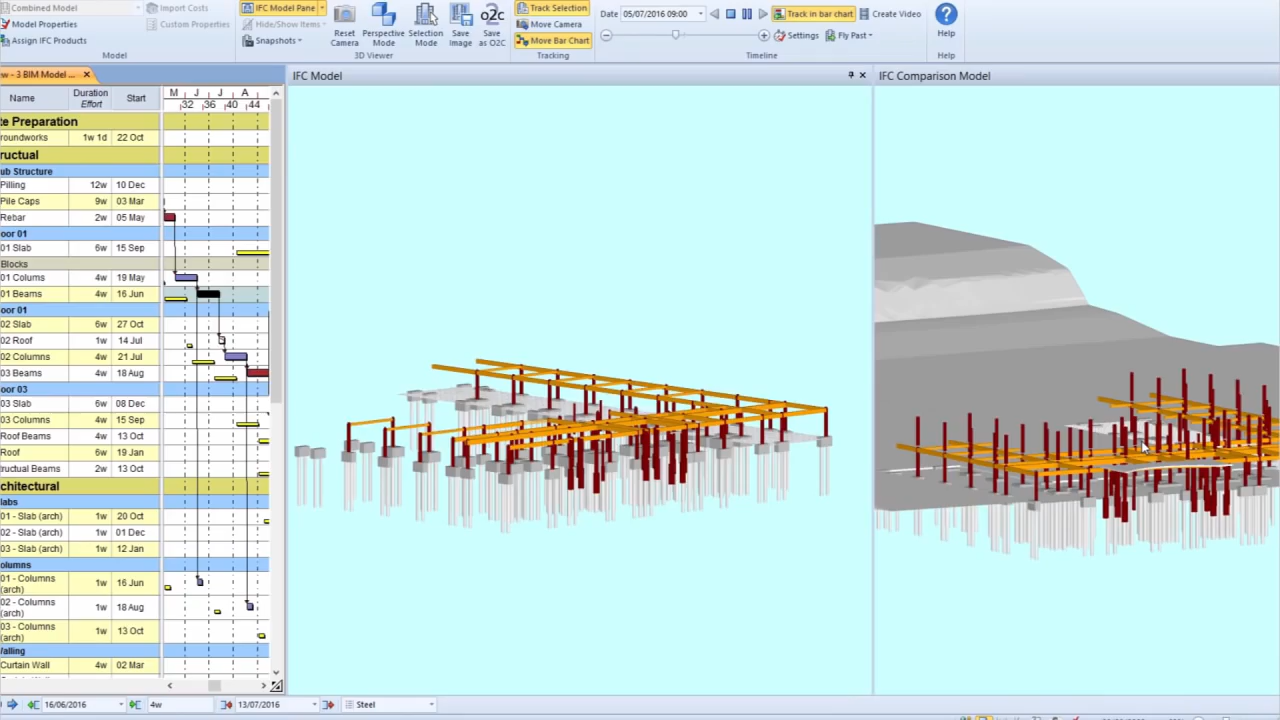 Combined Model
Import Costs
IFC Model Pane
Track Selection
Date 05/07/2016 09:00
Track in bar chart
Create Video
Model Properties
Custom Properties
Hide/Show Items
Move Camera
Assign IFC Products
Snapshots
Reset Camera
Perspective Mode
Selection Mode
Save Image
Save as O2C
o2c
Move Bar Chart
Settings
Fly Past
Help
Model
3D Viewer
Tracking
Timeline
Help
w - 3 BIM Model ...
IFC Model
IFC Comparison Model
Name
Duration
Effort
Start
M J J A
32 36 40 44
te Preparation
roundworks 1w 1d 22 Oct
ructual
ub Structure
Pilling 12w 10 Dec
Pile Caps 9w 03 Mar
Rebar 2w 05 May
oor 01
01 Slab 6w 15 Sep
Blocks
01 Colums 4w 19 May
01 Beams 4w 16 Jun
oor 01
02 Slab 6w 27 Oct
02 Roof 1w 14 Jul
02 Columns 4w 21 Jul
03 Beams 4w 18 Aug
oor 03
03 Slab 6w 08 Dec
03 Columns 4w 15 Sep
Roof Beams 4w 13 Oct
Roof 6w 19 Jan
tructual Beams 2w 13 Oct
chitectural
labs
01 - Slab (arch) 1w 20 Oct
02 - Slab (arch) 1w 01 Dec
03 - Slab (arch) 1w 12 Jan
olumns
01 - Columns (arch) 1w 16 Jun
02 - Columns (arch) 1w 18 Aug
03 - Columns (arch) 1w 13 Oct
Valling
Curtain Wall 4w 02 Mar
16/06/2016
4w
13/07/2016
Steel